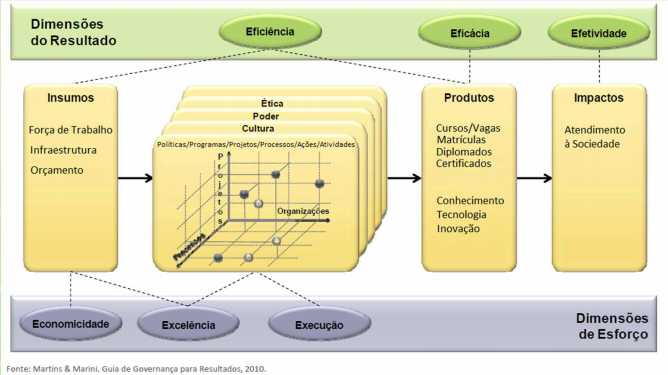 Dimensões
do Resultado
Eficiência
Eficácia
Efetividade
Insumos
Força de Trabalho
Infraestrutura
Orçamento
Ética
Poder
Cultura
Políticas/Programas/Projetos/Processos/Ações/Atividades
Projetos
Organizações
Processos
Produtos
Cursos/Vagas
Matrículas
Diplomados
Certificados
Conhecimento
Tecnologia
Inovação
Impactos
Atendimento
à Sociedade
Economicidade
Excelência
Execução
Dimensões
de Esforço
Fonte: Martins & Marini. Guia de Governança para Resultados, 2010.